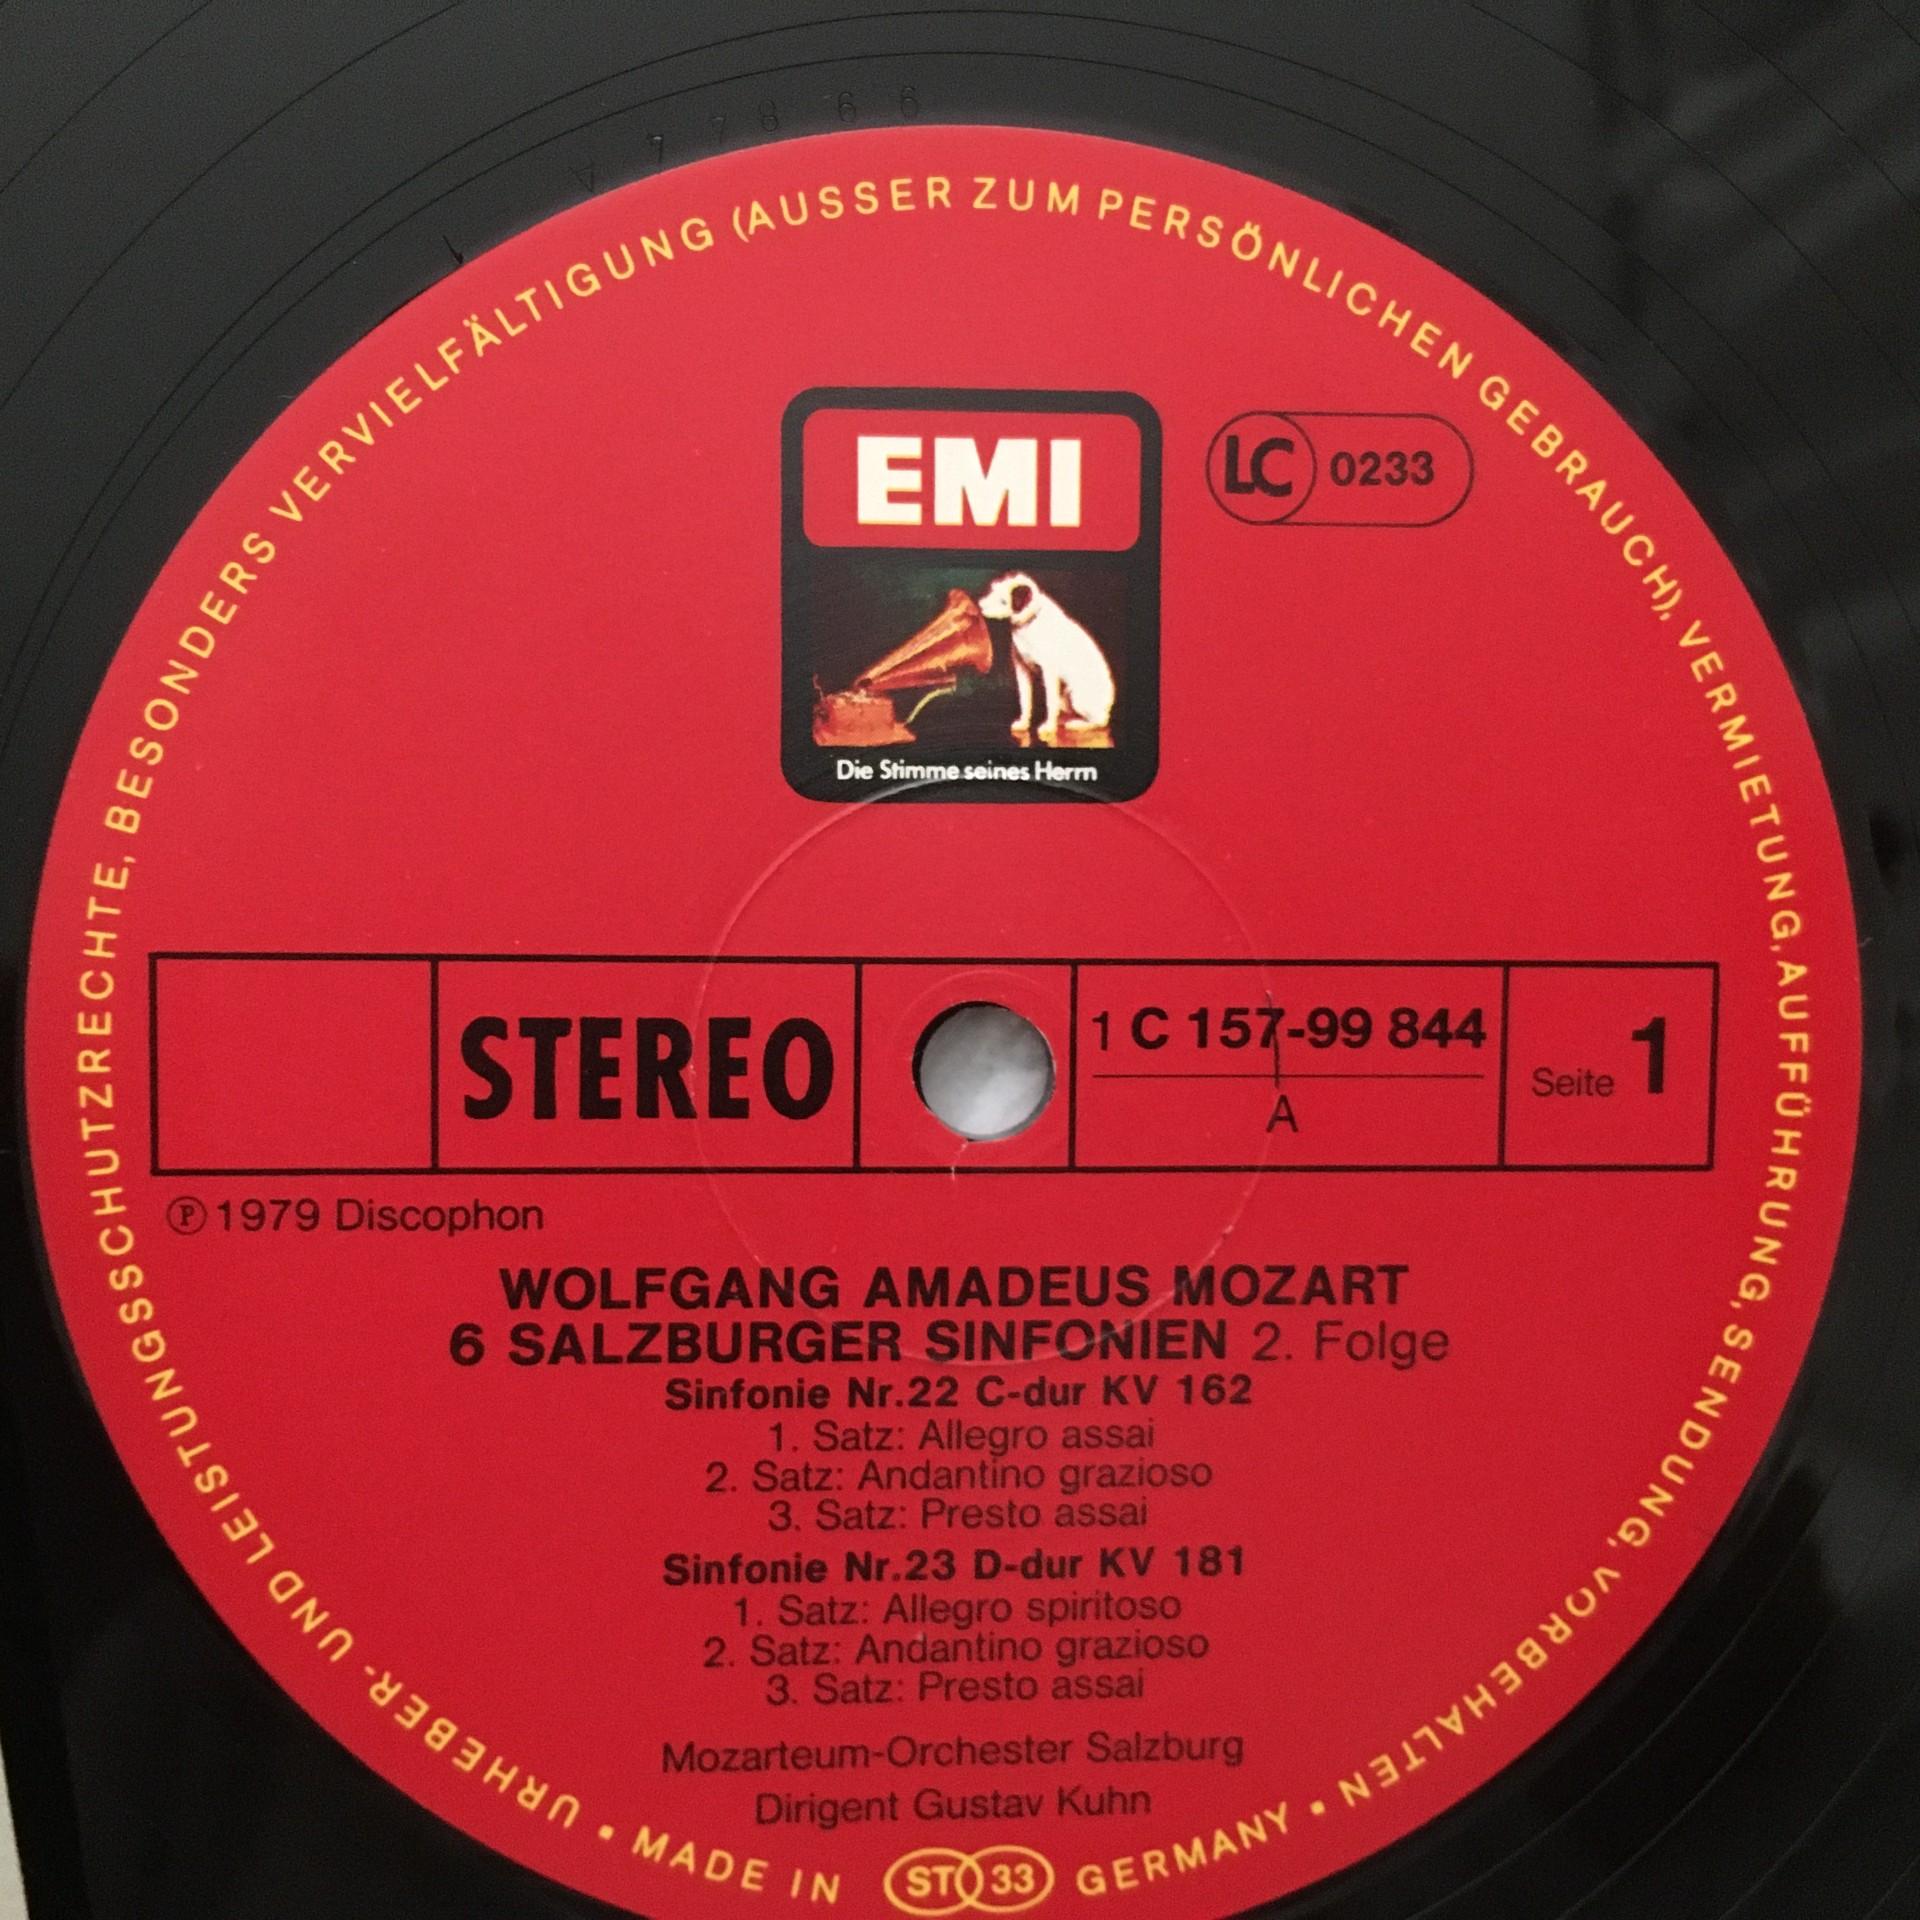 URHEBER- UND LEISTUNGSSCHUTZRECHTE, BESONDERS VERVIELFÄLTIGUNG (AUSSER ZUM PERSÖNLICHEN GEBRAUCH), VERMIETUNG, AUFFÜHRUNG, SENDUNG, VORBEHALTEN •
EMI
LC 0233
Die Stimme seines Herrn
STEREO
1 C 157-99 844
A
Seite 1
Ⓟ 1979 Discophon
WOLFGANG AMADEUS MOZART
6 SALZBURGER SINFONIEN 2. Folge
Sinfonie Nr.22 C-dur KV 162
1. Satz: Allegro assai
2. Satz: Andantino grazioso
3. Satz: Presto assai
Sinfonie Nr.23 D-dur KV 181
1. Satz: Allegro spiritoso
2. Satz: Andantino grazioso
3. Satz: Presto assai
Mozarteum-Orchester Salzburg
Dirigent Gustav Kuhn
• MADE IN ST 33 GERMANY